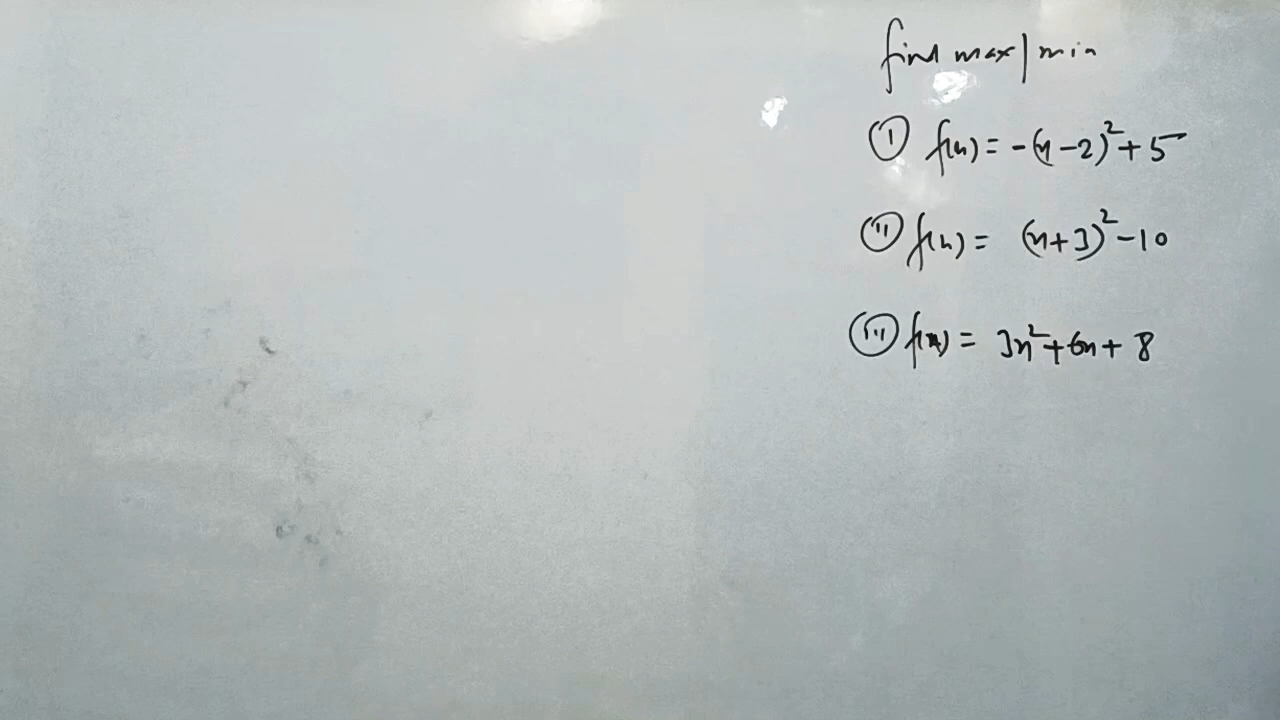 find max | min
(i) f(x) = -(x-2)²+5
(ii) f(x) = (x+3)²-10
(iii) f(x) = 3x²+6x+8